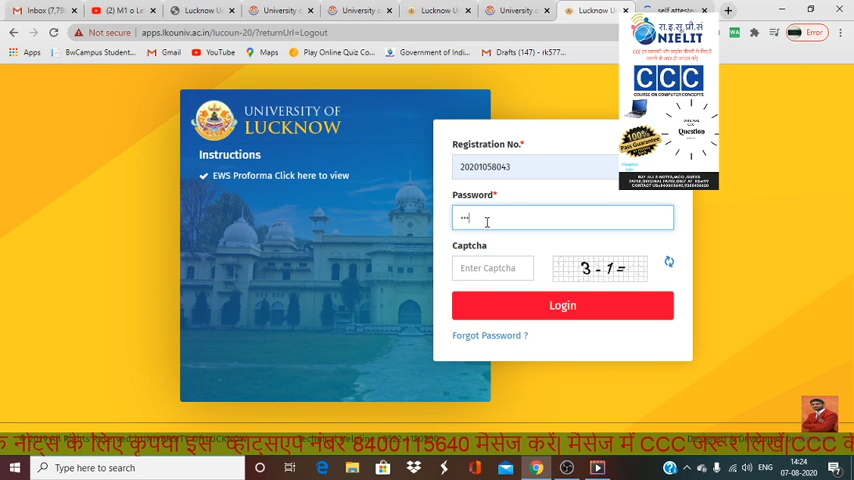 Inbox (7,79
(2) M1 o Le
Lucknow U
University c
University c
Lucknow U
University c
Lucknow Un
self atteste
Not secure
apps.lkouniv.ac.in/lucoun-20/?returnUrl=Logout
Error
Apps
BwCampus Student...
Gmail
YouTube
Maps
Play Online Quiz Co...
Government of Indi...
Drafts (147) - rk577...
रा.इ.सू.प्रौ.सं
NIELIT
CCC
COURSE ON COMPUTER CONCEPTS
100%
Pass Guarantee
Question
UNIVERSITY OF
LUCKNOW
Instructions
EWS Proforma Click here to view
Registration No.*
20201058043
Password*
Captcha
Enter Captcha
3 - 1 =
Login
Forgot Password ?
के नोट्स के लिए कृपया इस व्हाट्सएप नंबर 8400115640 मैसेज करें| मैसेज में CCC जरूर लिखें|CCC के
Type here to search
ENG
14:24
07-08-2020